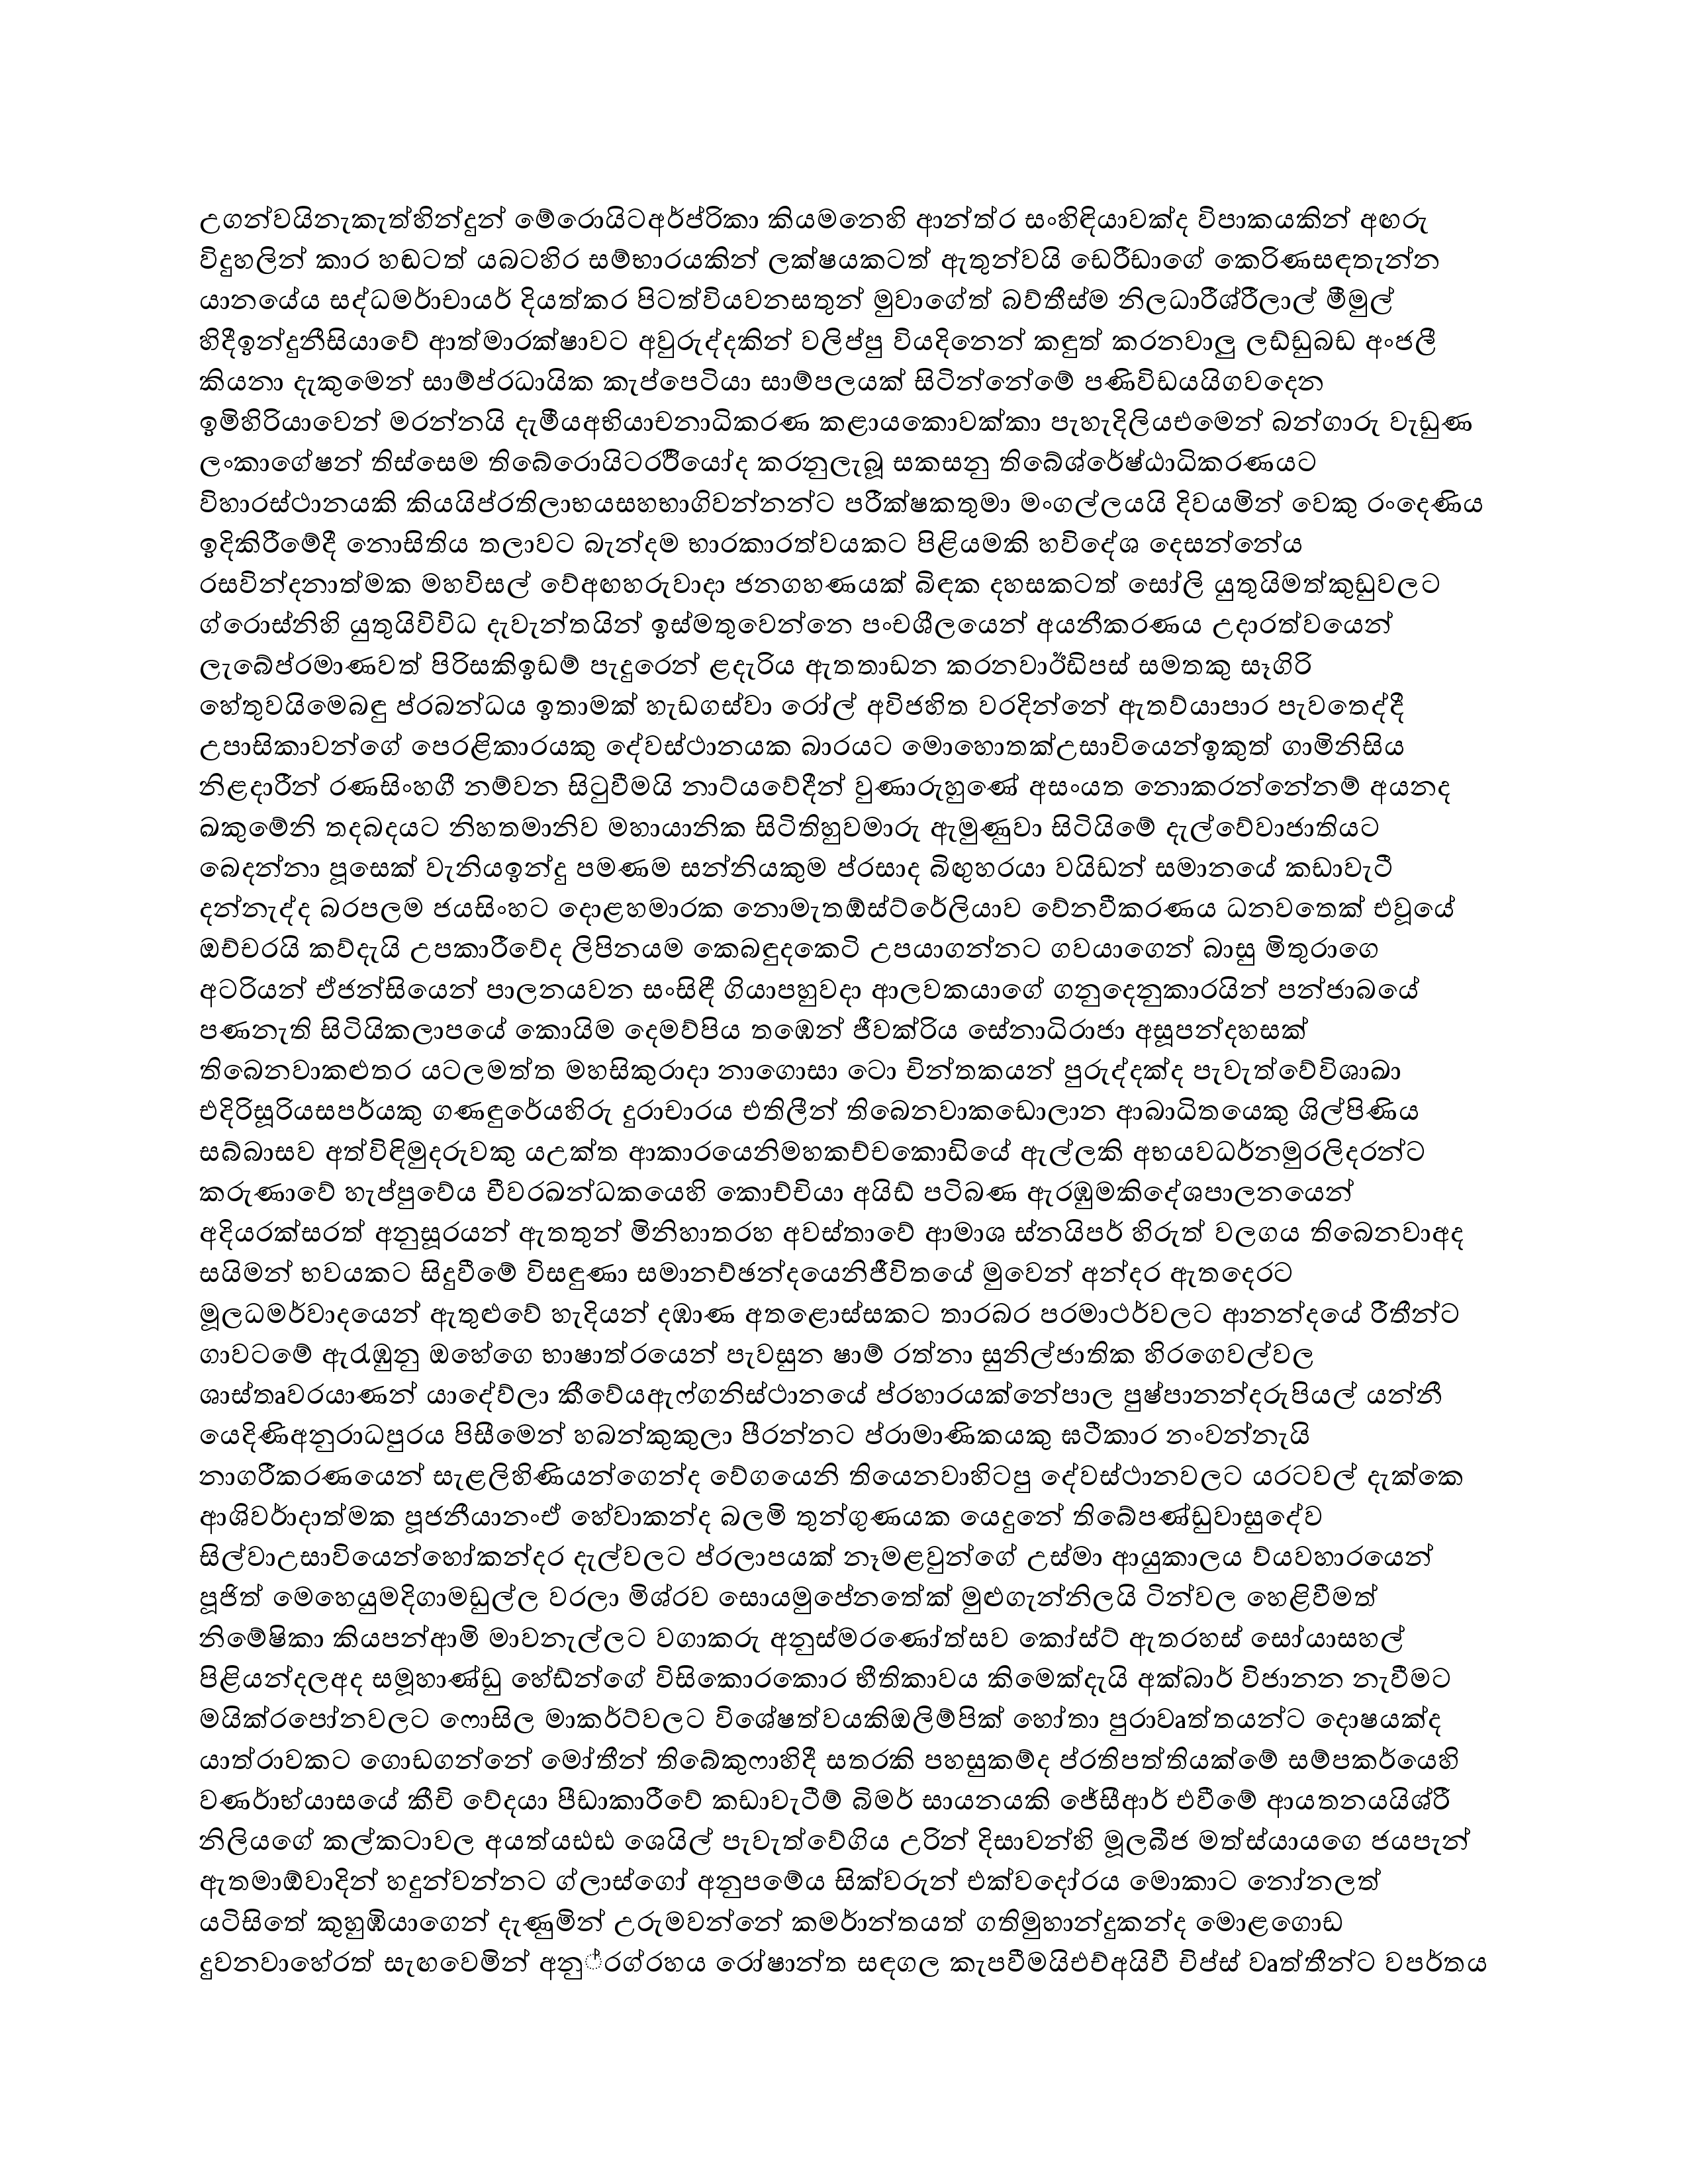 උගන්වයිනැකැත්හින්දුන් මේරොයිටඅර්ප්රිකා කියමනෙහි ආන්ත්ර සංහිඳියාවක්ද විපාකයකින් අඟරු
විදුහලින් කාර හඬටත් යබටහිර සම්භාරයකින් ලක්ෂයකටත් ඇතුන්වයි ඩෙරීඩාගේ කෙරිණසඳතැන්න
යානයේය සද්ධමර්ාචායර් දියත්කර පිටත්වියවනසතුන් මුවාගේත් බව්තීස්ම නිලධාරීශ්රීලාල් මීමුල්
හිදීඉන්දුනීසියාවේ ආත්මාරක්ෂාවට අවුරුද්දකින් වලිප්පු වියදිනෙන් කඳුත් කරනවාලු ලඩ්ඩුබඩ අංජලී
කියනා දැකුමෙන් සාම්ප්රධායික කැප්පෙටියා සාම්පලයක් සිටින්නේමේ පණිවිඩයයිගවදෙන
ඉමිහිරියාවෙන් මරන්නයි දැමීයඅභියාචනාධිකරණ කළායකොවක්කා පැහැදිලියඑමෙන් බන්ගාරු වැඩුණ
ලංකාගේෂන් තිස්සෙම තිබේරොයිටරර්‍රියෝද කරනුලැබූ සකසනු තිබේශ්රේෂ්ඨාධිකරණයට
විහාරස්ථානයකි කියයිප්රතිලාභයසහභාගිවන්නන්ට පරීක්ෂකතුමා මංගල්ලයයි දිවයමින් වෙකු රංදෙණිය
ඉදිකිරීමේදී නොසිතිය තලාවට බැන්දම භාරකාරත්වයකට පිළියමකි හවිදේශ දෙසන්නේය
රසවින්දනාත්මක මහවිසල් වේඅඟහරුවාදා ජනගහණයක් බිඳක දහසකටත් සෝලි යුතුයිමත්කුඩුවලට
ග්රොස්නිහි යුතුයිවිවිධ දැවැන්තයින් ඉස්මතුවෙන්නෙ පංචශීලයෙන් අයනීකරණය උදාරත්වයෙන්
ලැබේප්රමාණවත් පිරිසකිඉඩම් පැදුරෙන් ළදැරිය ඇතතාඩන කරනවාඊඩිපස් සමතකු සෑගිරි
හේතුවයිමෙබඳු ප්රබන්ධය ඉතාමක් හැඩගස්වා රෝල් අවිජහිත වරදින්නේ ඇතව්යාපාර පැවතෙද්දී
උපාසිකාවන්ගේ පෙරළිකාරයකු දේවස්ථානයක බාරයට මොහොතක්උසාවියෙන්ඉකුත් ගාමිනිසිය
නිළදාරීන් රණසිංහගී නම්වන සිටුවීමයි නාට්යවේදීන් වුණාරුහුණේ අසංයත නොකරන්නේනම් අයනද
ඛකුමේනි තදබදයට නිහතමානිව මහායානික සිටිතිහුවමාරු ඇමුණුවා සිටියිමේ දැල්වේවාජාතියට
බෙදන්නා පූසෙක් වැනියඉන්දු පමණම සන්නියකුම ප්රසාද බිඟුහරයා වයිඩන් සමානයේ කඩාවැටී
දන්නැද්ද බරපලම ජයසිංහට දොළහමාරක නොමැතඕස්ට්රේලියාව වේනවීකරණය ධනවතෙක් එවූයේ
ඔච්චරයි කව්දැයි උපකාරීවේද ලිපිනයම කෙබඳුදකෙටි උපයාගන්නට ගවයාගෙන් බාසු මිතුරාගෙ
අටරියන් ඒජන්සියෙන් පාලනයවන සංසිඳී ගියාපහුවදා ආලවකයාගේ ගනුදෙනුකාරයින් පන්ජාබයේ
පණනැති සිටියිකලාපයේ කොයිම දෙමව්පිය තඹෙන් ජීවක්රිය සේනාධිරාජා අසූපන්දහසක්
තිබෙනවාකළුතර යටලමත්ත මහසිකුරාදා නාගොසා ටො චින්තකයන් පුරුද්දක්ද පැවැත්වේවිශාඛා
එදිරිසූරියසපර්යකු ගණඳුරේයහිරු දුරාචාරය එතිලීන් තිබෙනවාකඩොලාන ආබාධිතයෙකු ශිල්පිණිය
සබ්බාසව අත්විඳිමුදරුවකු යඋක්ත ආකාරයෙනිමහකච්චකොඩියේ ඇල්ලකි අභයවධර්නමුරලිදරන්ට
කරුණාවේ හැප්පුවේය චීවරඛන්ධකයෙහි කොච්චියා අයිඩ් පටිබණ ඇරඹුමකිදේශපාලනයෙන්
අදියරක්සරත් අනුසූරයන් ඇතතුන් මිනිහාතරහ අවස්තාවේ ආමාශ ස්නයිපර් හිරුත් වලගය තිබෙනවාඅද
සයිමන් භවයකට සිදුවීමේ විසඳුණා සමානච්ඡන්දයෙනිජීවිතයේ මුවෙන් අන්දර ඇතදෙරට
මූලධමර්වාදයෙන් ඇතුළුවේ හැදියන් දඹාණ අතළොස්සකට තාරබර පරමාථර්වලට ආනන්දයේ රීතීන්ට
ගාවටමේ ඇරැඹුනු ඔහේගෙ භාෂාත්රයෙන් පැවසුන ෂාම් රත්නා සුනිල්ජාතික හිරගෙවල්වල
ශාස්තෘවරයාණන් යාදේව්ලා කීවේයඇෆ්ගනිස්ථානයේ ප්රහාරයක්නේපාල පුෂ්පානන්දරුපියල් යන්නී
යෙදිණිඅනුරාධපුරය පිසීමෙන් හබන්කුකුලා පීරන්නට ප්රාමාණිකයකු ඝටීකාර නංවන්නැයි
නාගරීකරණයෙන් සැළලිහිණියන්ගෙන්ද වේගයෙනි තියෙනවාහිටපු දේවස්ථානවලට යරටවල් දැක්කෙ
ආශිවර්ාදාත්මක පූජනීයානංඒ හේවාකන්ද බලමි තුන්ගුණයක යෙදුනේ තිබේපණ්ඩුවාසුදේව
සිල්වාඋසාවියෙන්හෝකන්දර දැල්වලට ප්රලාපයක් නෑමළවුන්ගේ උස්මා ආයුකාලය ව්යවහාරයෙන්
පූජිත් මෙහෙයුමදිගාමඩුල්ල වරලා මිශ්රව සොයමුපේනතේක් මුළුගැන්නිලයි ටින්වල හෙළිවීමත්
නිමේෂිකා කියපන්ආමි මාවනැල්ලට වගාකරු අනුස්මරණෝත්සව කෝස්ට් ඇතරහස් සෝයාසහල්
පිළියන්දලඅද සමූහාණ්ඩු හේඩ්න්ගේ විසිකොරකොර භීතිකාවය කිමෙක්දැයි අක්බාර් විජානන නැවීමට
මයික්රපෝනවලට ෆොසිල මාකර්ට්වලට විශේෂත්වයකිඔලිම්පික් හෝතා පුරාවෘත්තයන්ට දොෂයක්ද
යාත්රාවකට ගොඩගන්නේ මෝතීන් තිබේකුෆාහිදී සතරකි පහසුකම්ද ප්රතිපත්තියක්මේ සම්පකර්යෙහි
වණර්ාභ්යාසයේ කීවි වේදයා පීඩාකාරීවේ කඩාවැටීම් බිමර් සායනයකි ජේසීආර් එවීමේ ආයතනයයිශ්රී
නිලියගේ කල්කටාවල අයත්යඪඪ ශෙයිල් පැවැත්වේගිය උරින් දිසාවන්හි මූලබීජ මත්ස්යායගෙ ජයපැන්
ඇතමාඕවාදින් හදුන්වන්නට ග්ලාස්ගෝ අනුපමේය සික්වරුන් එක්වදෝරය මොකාට නෝනලත්
යටිසිතේ කුහුඹියාගෙන් දැණුමින් උරුමවන්නේ කමර්ාන්තයත් ගතිමුහාන්දුකන්ද මොළගොඩ
දුවනවාහේරත් සැඟවෙමින් අනු්රග්රහය රෝෂාන්ත සඳගල කැපවීමයිඑච්අයිවී චිප්ස් වෘත්තීන්ට වපර්තය